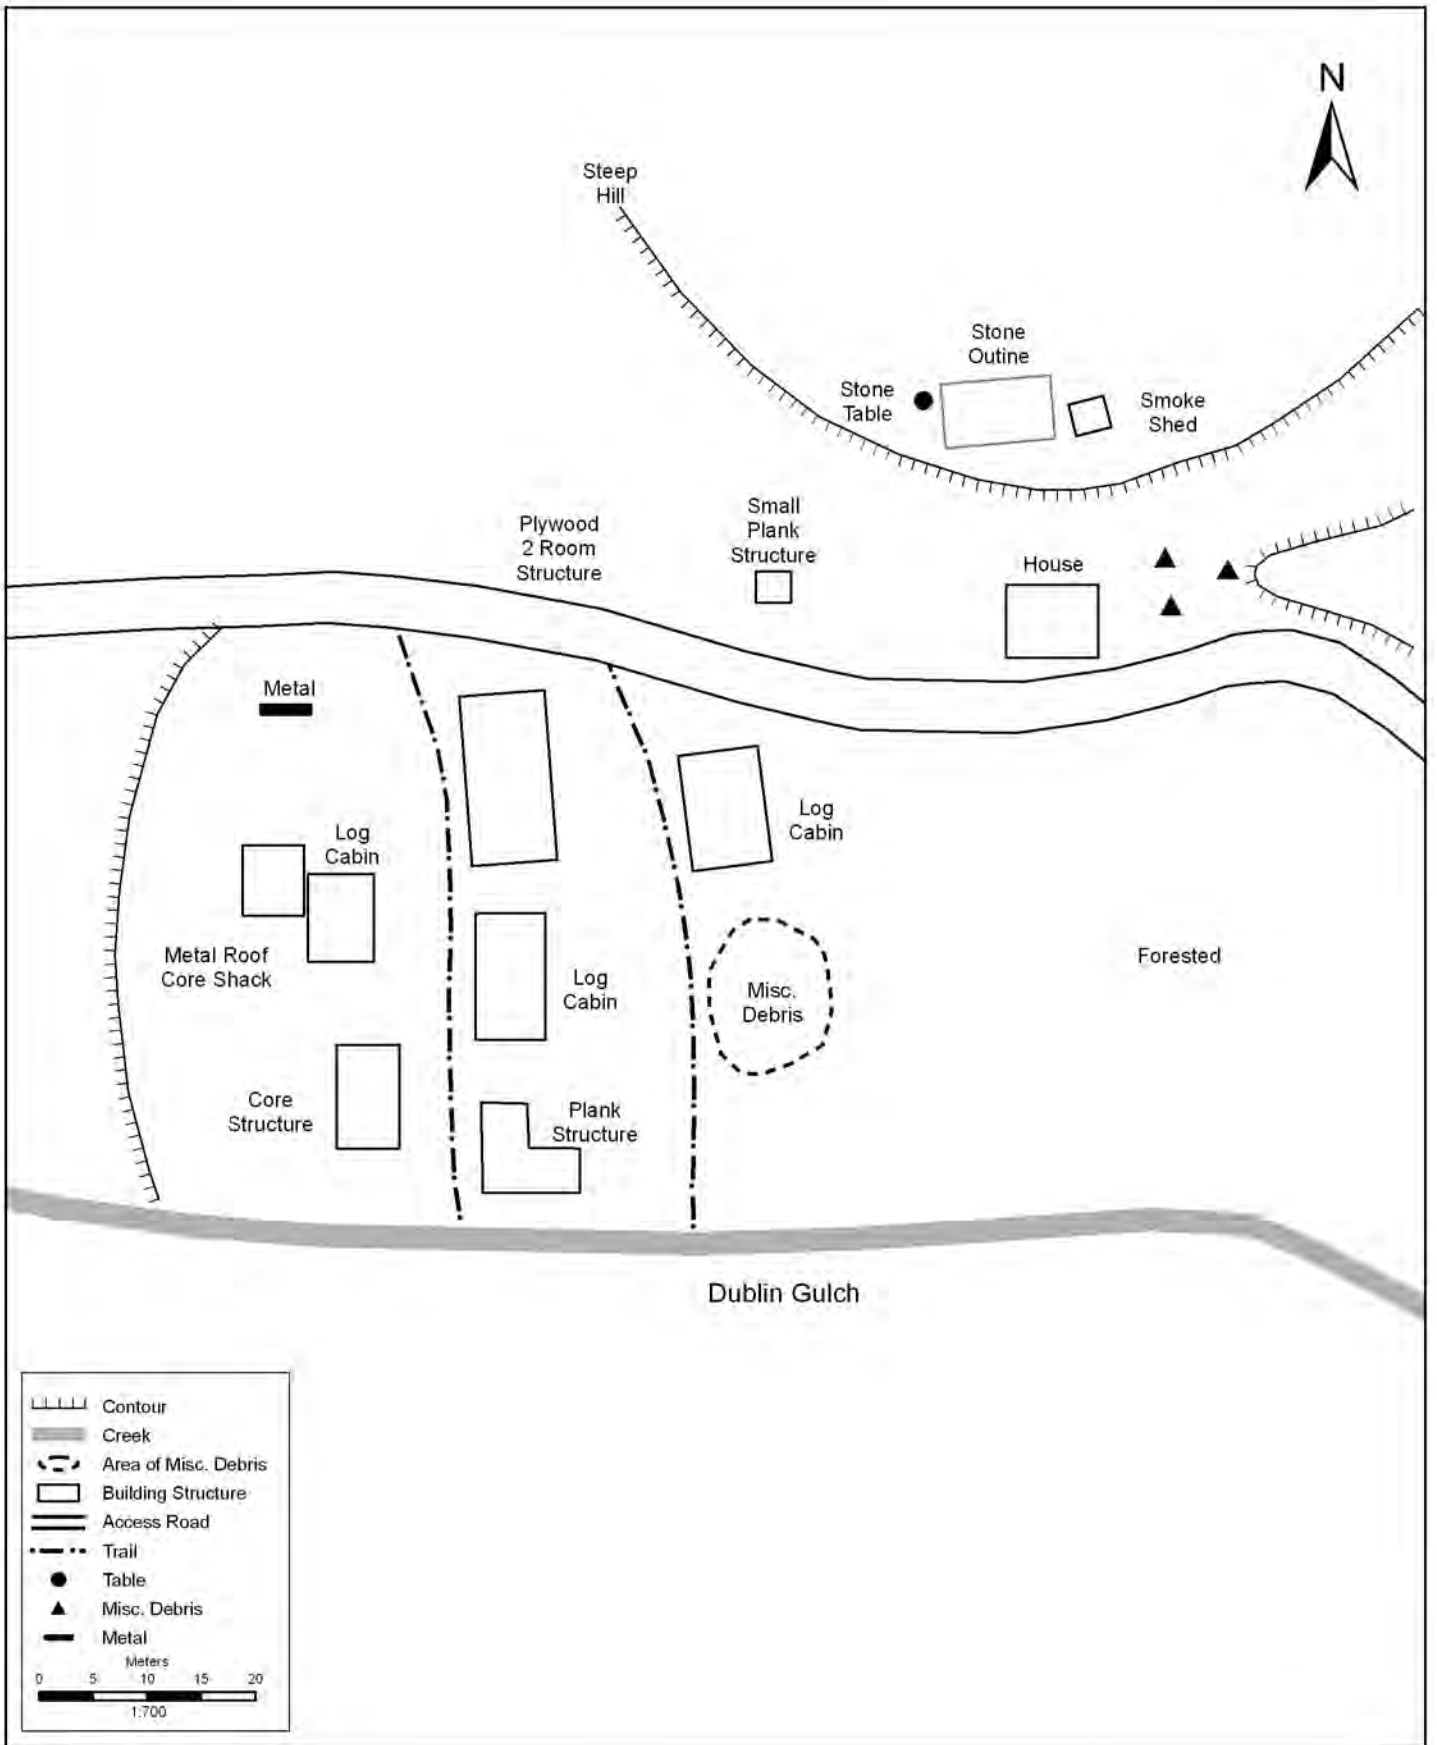 N
Steep
Hill
Stone
Outine
Stone
Table
Smoke
Shed
Small
Plank
Structure
Plywood
2 Room
Structure
House
Metal
Log
Cabin
Log
Cabin
Metal Roof
Core Shack
Forested
Log
Cabin
Misc.
Debris
Core
Structure
Plank
Structure
Dublin Gulch
Contour
Creek
Area of Misc. Debris
Building Structure
Access Road
Trail
Table
Misc. Debris
Metal
Meters
0 5 10 15 20
1:700